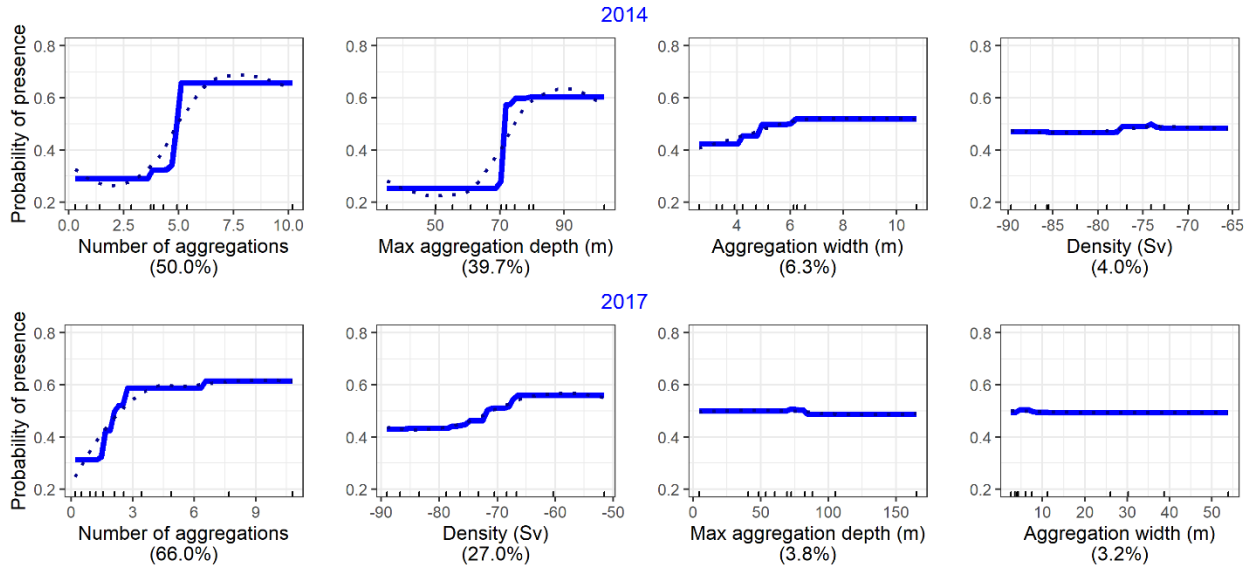 2014
Probability of presence
0.8
0.6
0.4
0.2
0.0 2.5 5.0 7.5 10.0
Number of aggregations
(50.0%)
0.8
0.6
0.4
0.2
50 70 90
Max aggregation depth (m)
(39.7%)
0.8
0.6
0.4
0.2
4 6 8 10
Aggregation width (m)
(6.3%)
0.8
0.6
0.4
0.2
-90 -85 -80 -75 -70 -65
Density (Sv)
(4.0%)
2017
Probability of presence
0.8
0.6
0.4
0.2
0 3 6 9
Number of aggregations
(66.0%)
0.8
0.6
0.4
0.2
-90 -80 -70 -60 -50
Density (Sv)
(27.0%)
0.8
0.6
0.4
0.2
0 50 100 150
Max aggregation depth (m)
(3.8%)
0.8
0.6
0.4
0.2
10 20 30 40 50
Aggregation width (m)
(3.2%)